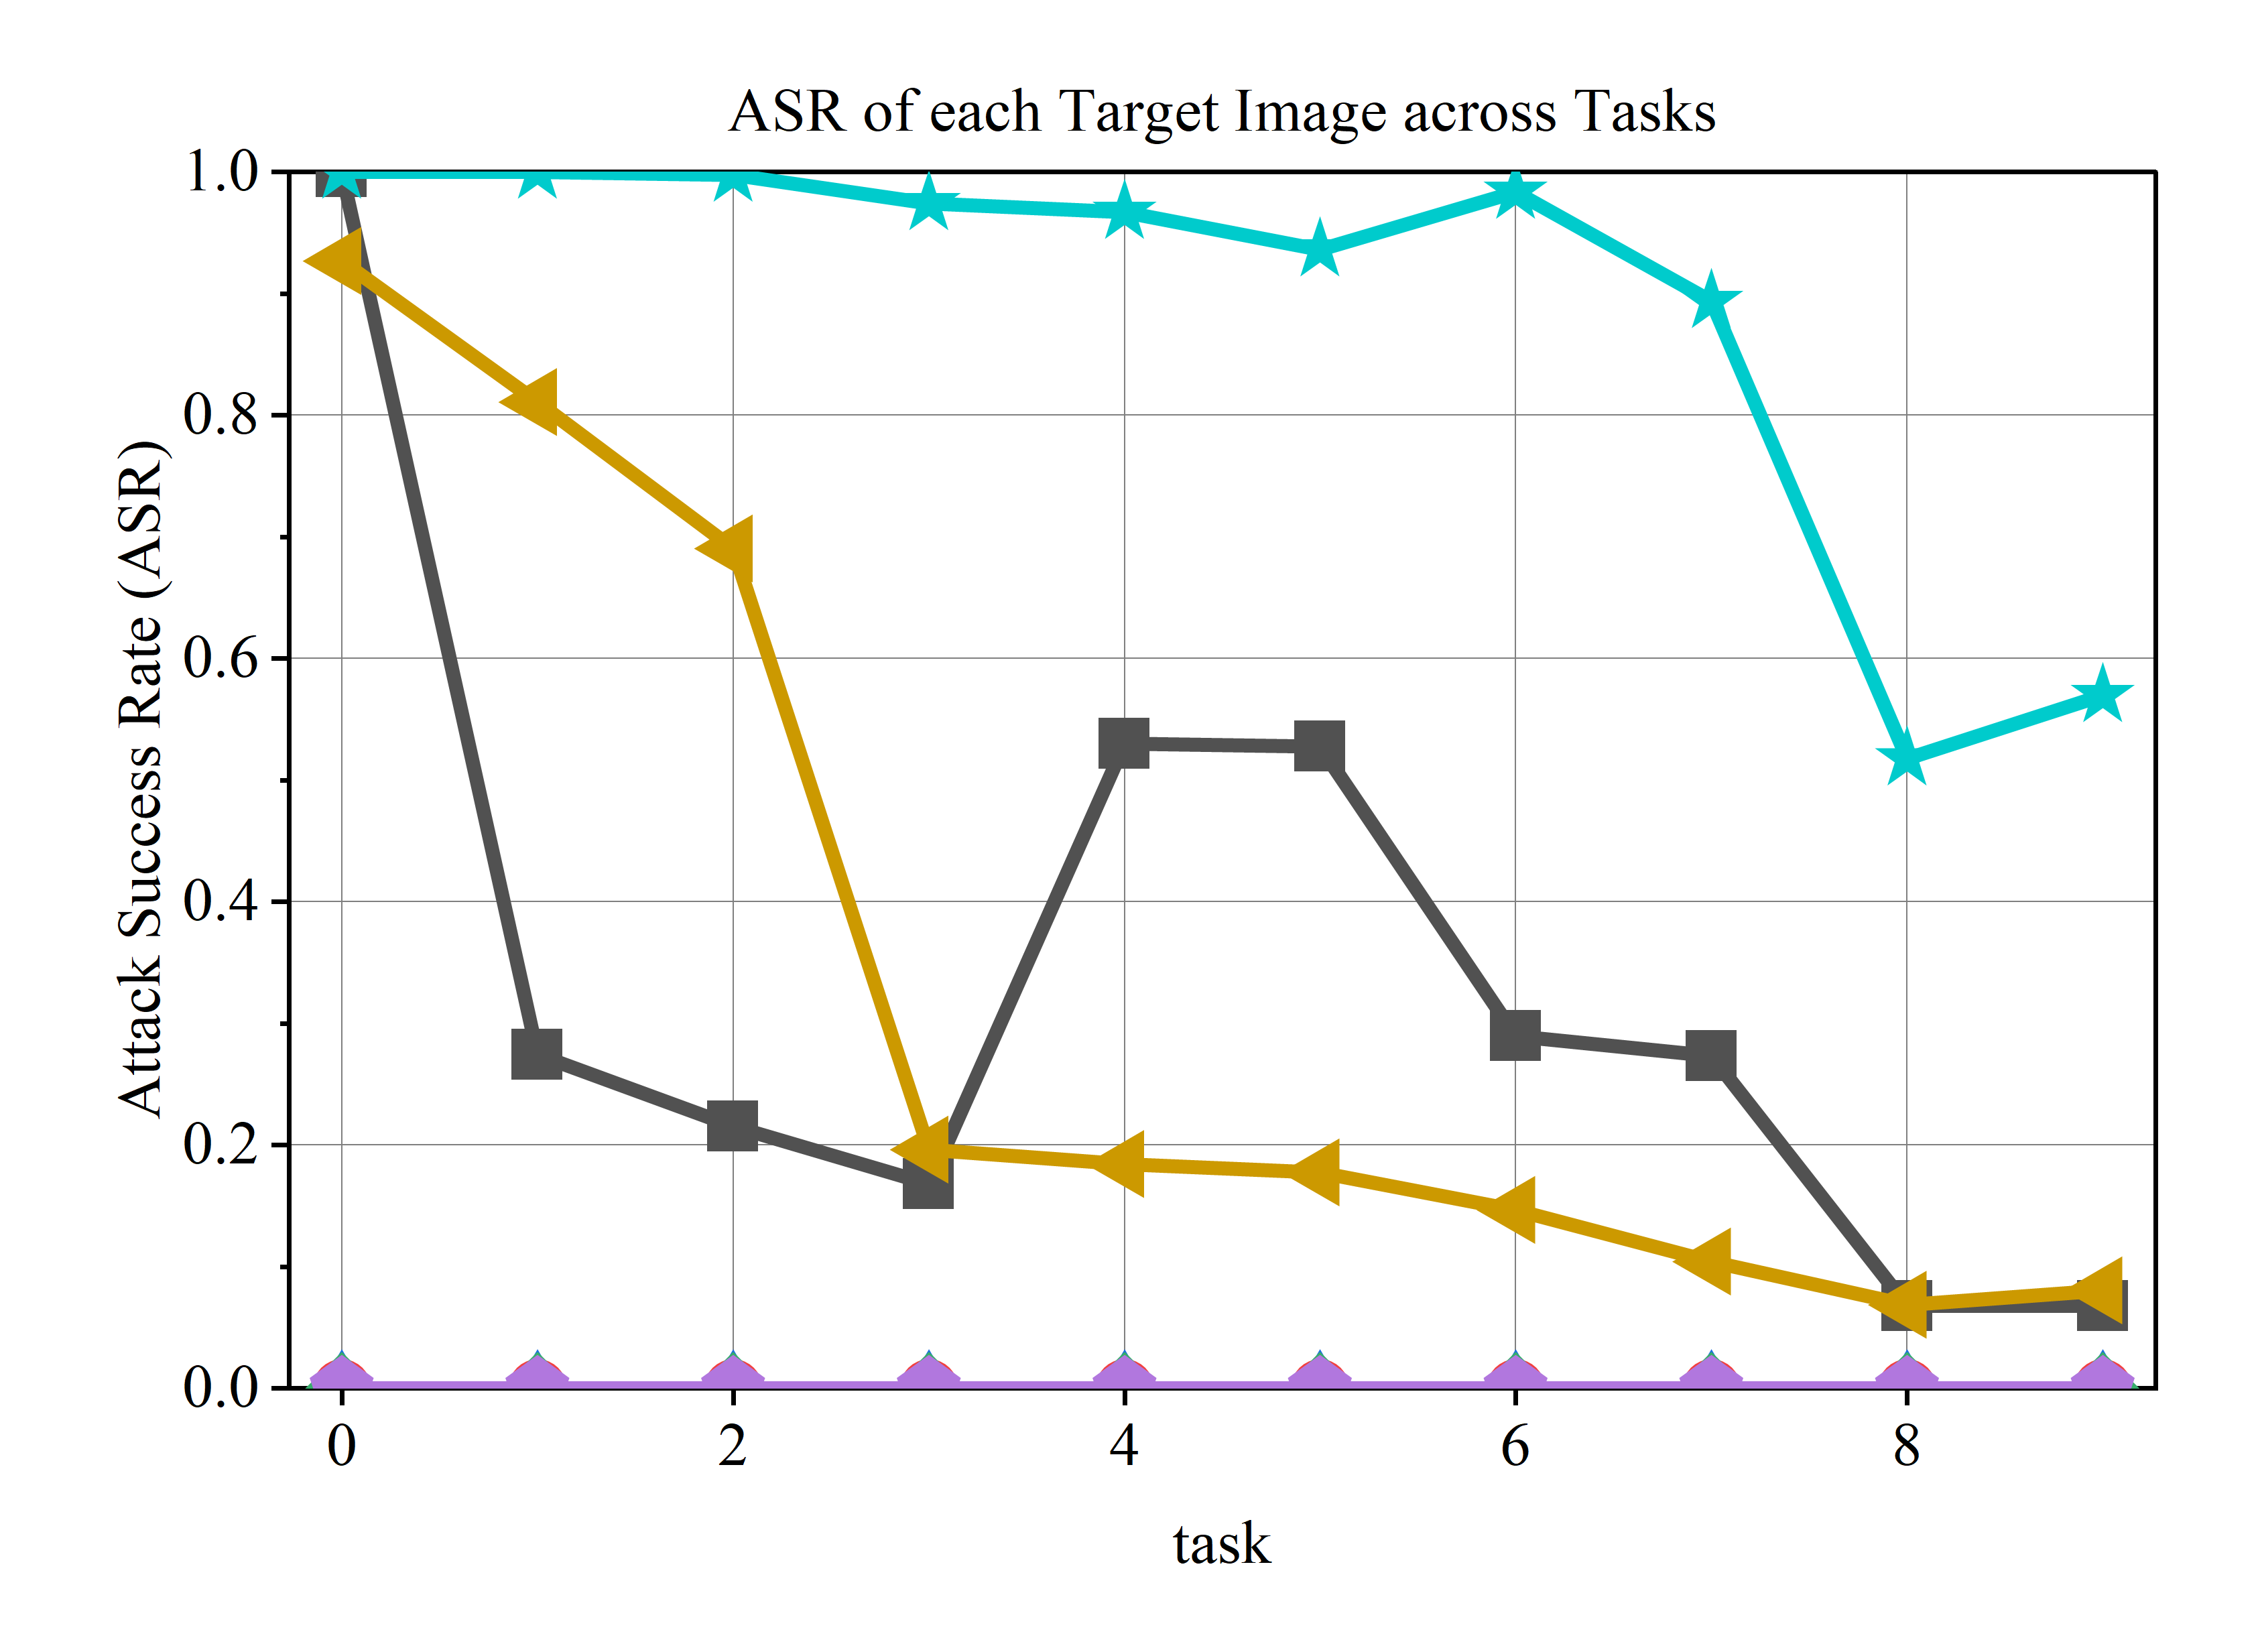 ASR of each Target Image across Tasks
Attack Success Rate (ASR)
1.0
0.8
0.6
0.4
0.2
0.0
0 2 4 6 8
task